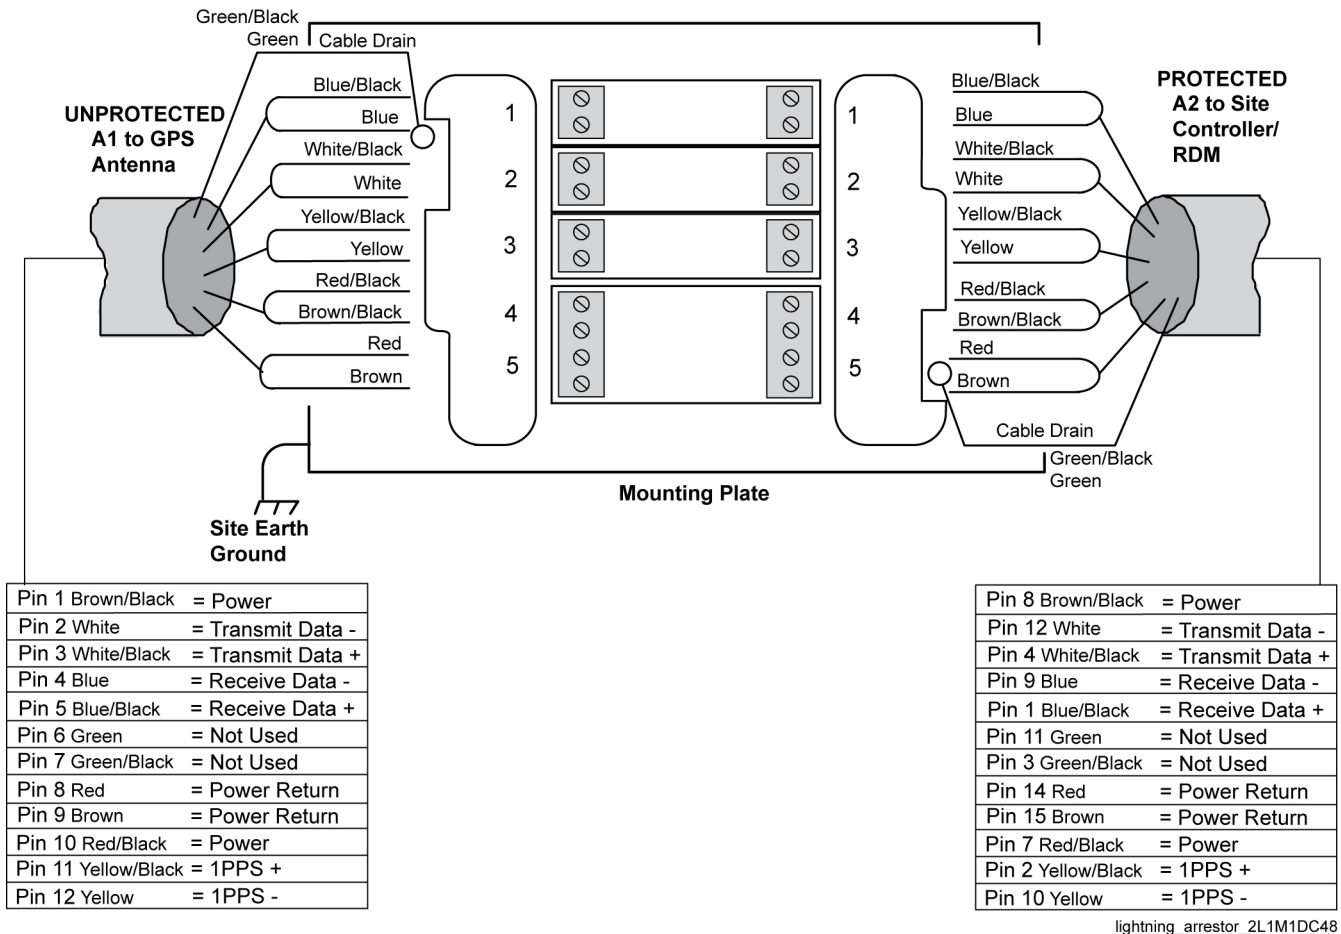 Green/Black
Green
Cable Drain
UNPROTECTED
A1 to GPS
Antenna
Blue/Black
Blue
White/Black
White
Yellow/Black
Yellow
Red/Black
Brown/Black
Red
Brown
1
2
3
4
5
1
2
3
4
5
Blue/Black
Blue
White/Black
White
Yellow/Black
Yellow
Red/Black
Brown/Black
Red
Brown
PROTECTED
A2 to Site
Controller/
RDM
Cable Drain
Green/Black
Green
Mounting Plate
Site Earth
Ground
Pin 1 Brown/Black = Power
Pin 2 White = Transmit Data -
Pin 3 White/Black = Transmit Data +
Pin 4 Blue = Receive Data -
Pin 5 Blue/Black = Receive Data +
Pin 6 Green = Not Used
Pin 7 Green/Black = Not Used
Pin 8 Red = Power Return
Pin 9 Brown = Power Return
Pin 10 Red/Black = Power
Pin 11 Yellow/Black = 1PPS +
Pin 12 Yellow = 1PPS -
Pin 8 Brown/Black = Power
Pin 12 White = Transmit Data -
Pin 4 White/Black = Transmit Data +
Pin 9 Blue = Receive Data -
Pin 1 Blue/Black = Receive Data +
Pin 11 Green = Not Used
Pin 3 Green/Black = Not Used
Pin 14 Red = Power Return
Pin 15 Brown = Power Return
Pin 7 Red/Black = Power
Pin 2 Yellow/Black = 1PPS +
Pin 10 Yellow = 1PPS -
lightning_arrestor_2L1M1DC48